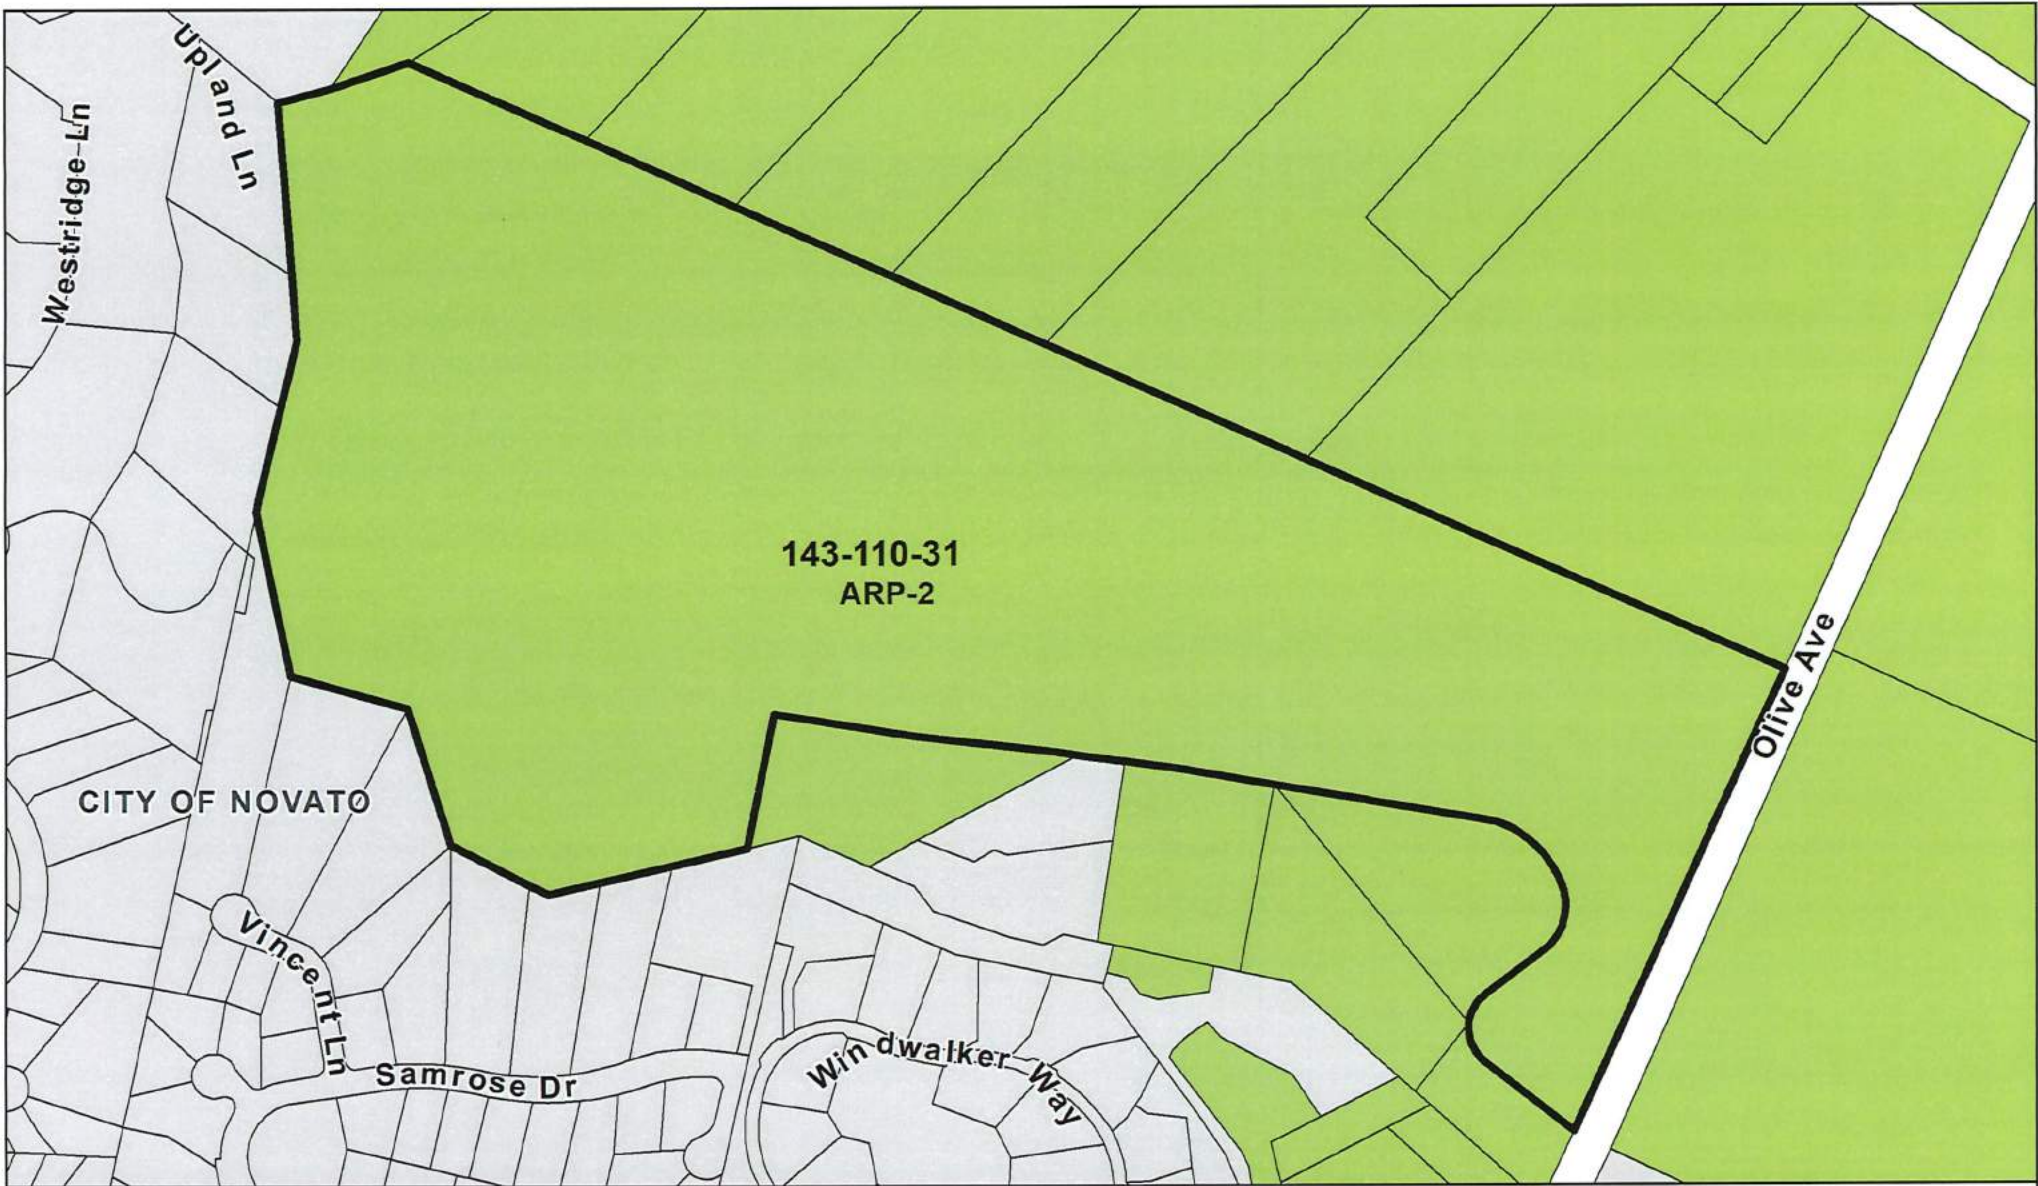 Upland Ln
Westridge Ln
143-110-31
ARP-2
Olive Ave
CITY OF NOVATO
Vincent Ln
Samrose Dr
Windwalker Way